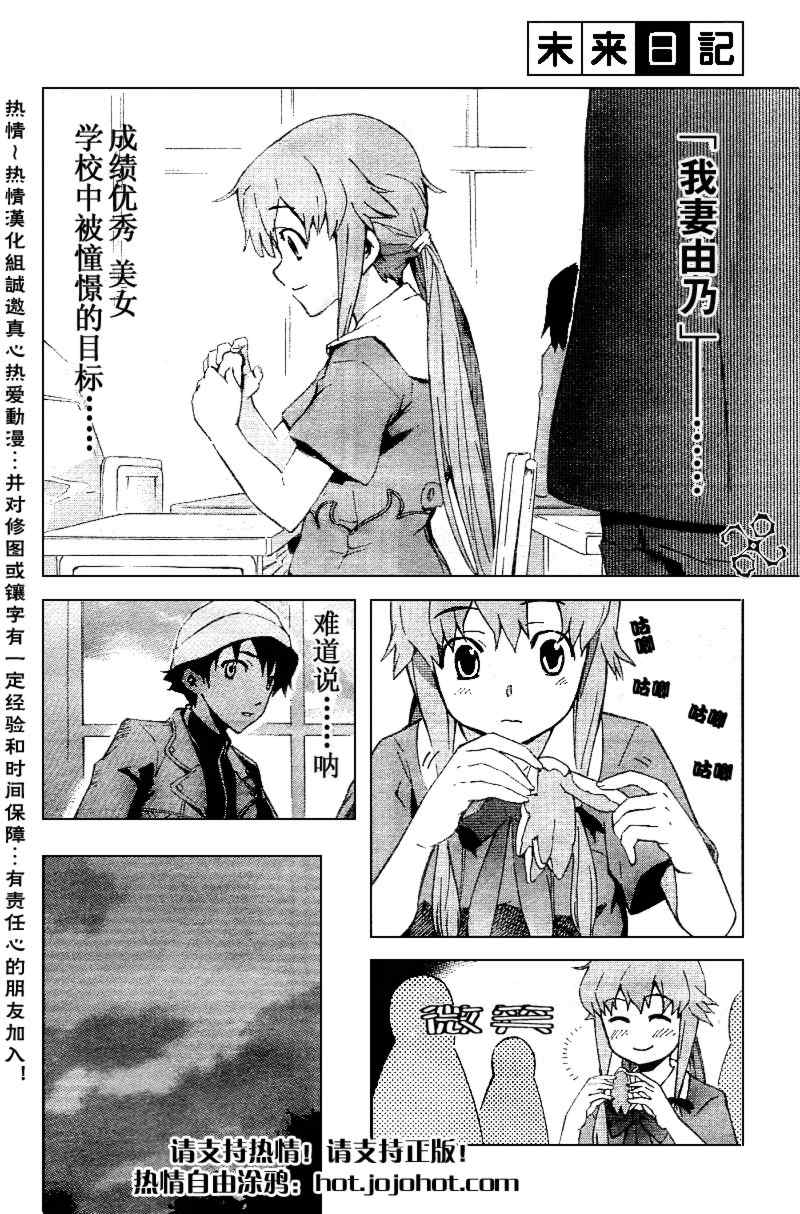 未来日記
「我妻由乃」——……
成绩优秀 美女
学校中被憧憬的目标……
咕嘟
咕嘟
咕嘟
咕嘟
难道说……呐
微笑
热情~热情漢化組誠邀真心热爱動漫…并对修图或镶字有一定经验和时间保障…有责任心的朋友加入！
请支持热情！请支持正版！
热情自由涂鸦：hot.jojohot.com